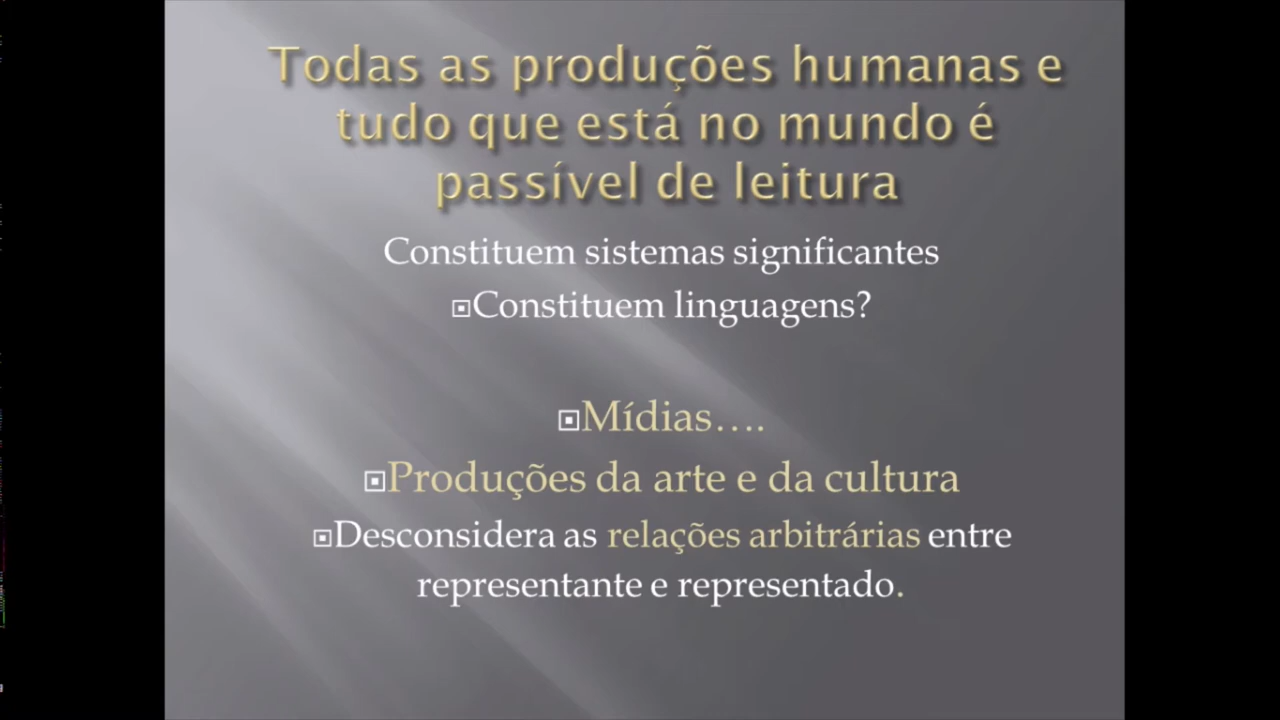 Todas as produções humanas e
tudo que está no mundo é
passível de leitura
Constituem sistemas significantes
Constituem linguagens?
Mídias….
Produções da arte e da cultura
Desconsidera as relações arbitrárias entre
representante e representado.